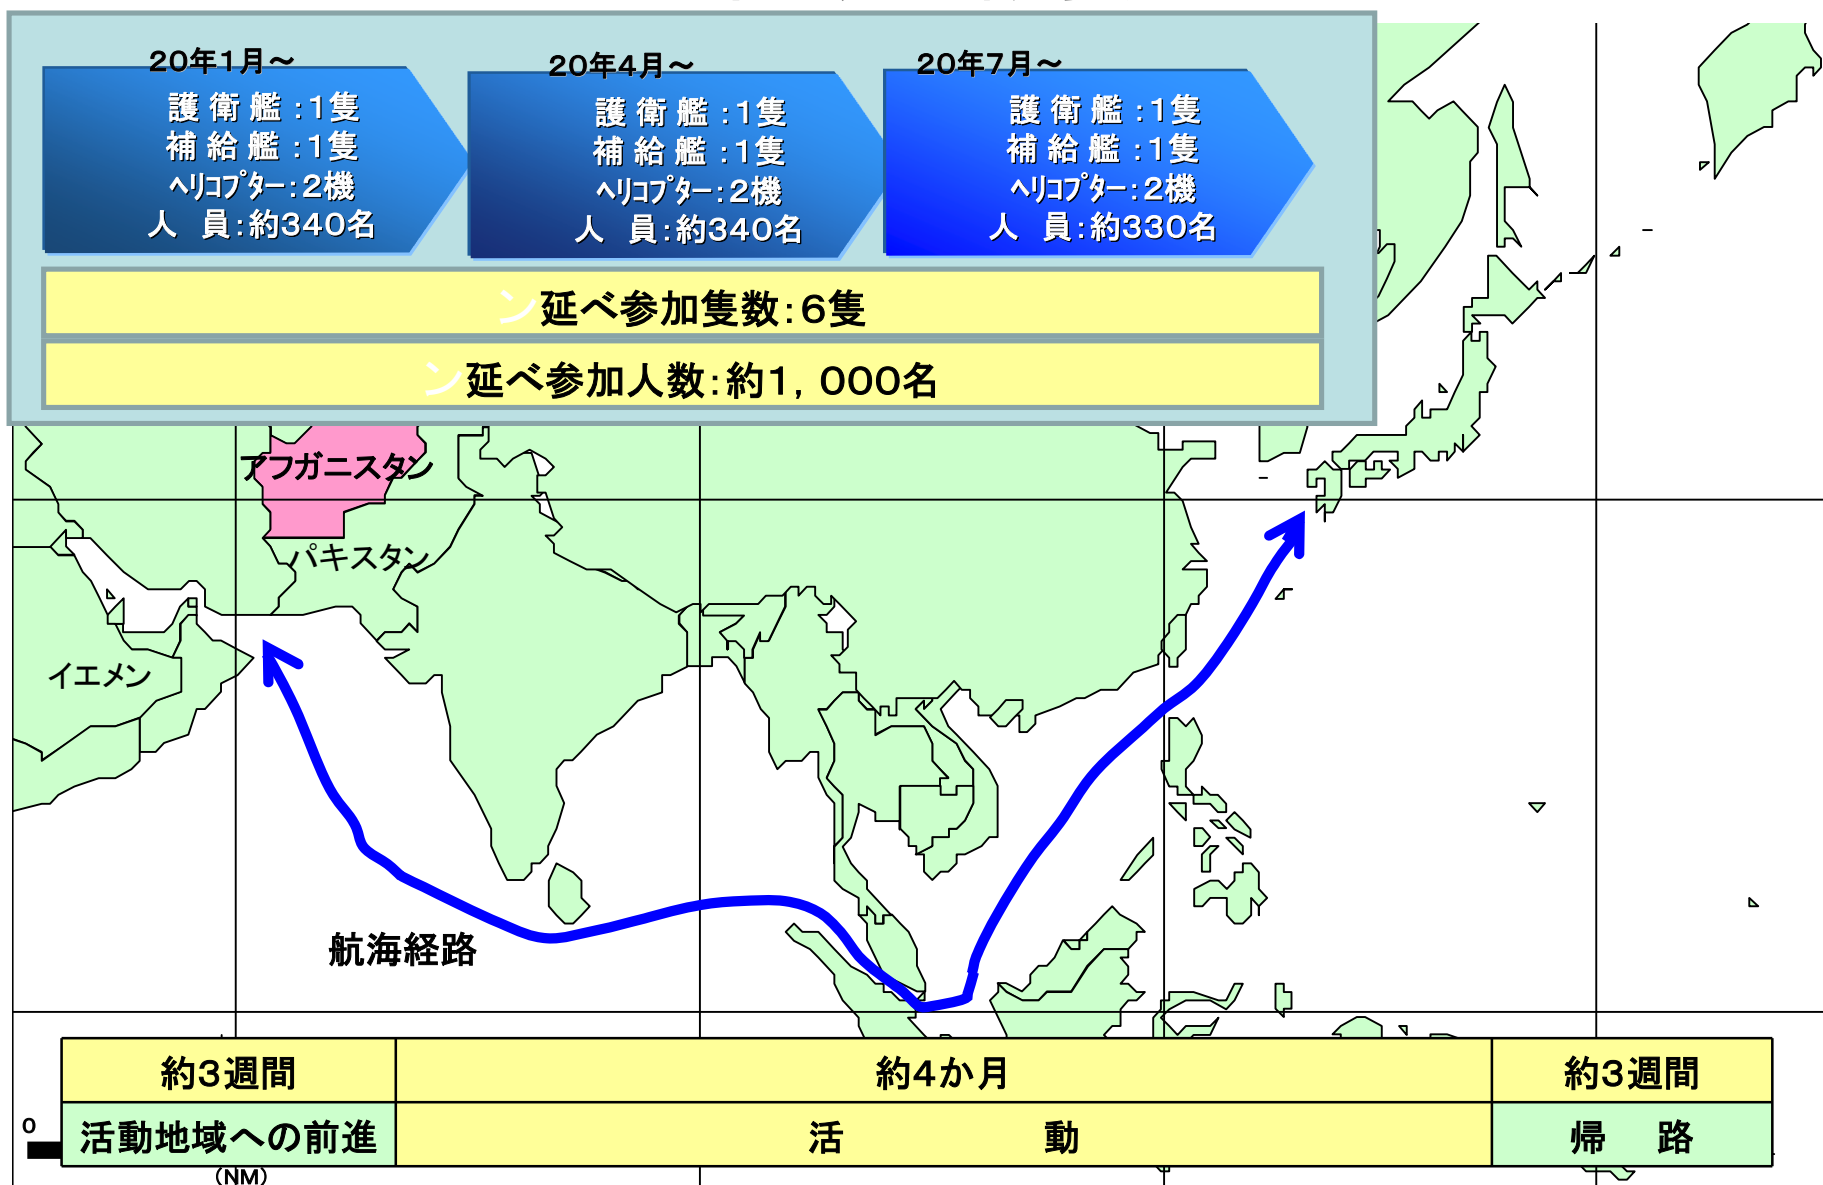 20年1月～
護衛艦：1隻
補給艦：1隻
ﾍﾘｺﾌﾟﾀｰ：2機
人　員：約340名
20年4月～
護衛艦：1隻
補給艦：1隻
ﾍﾘｺﾌﾟﾀｰ：2機
人　員：約340名
20年7月～
護衛艦：1隻
補給艦：1隻
ﾍﾘｺﾌﾟﾀｰ：2機
人　員：約330名
ン延べ参加隻数：6隻
ン延べ参加人数：約1，000名
アフガニスタン
パキスタン
イエメン
航海経路
約3週間
約4か月
約3週間
活動地域への前進
活　動
帰　路
0
(NM)